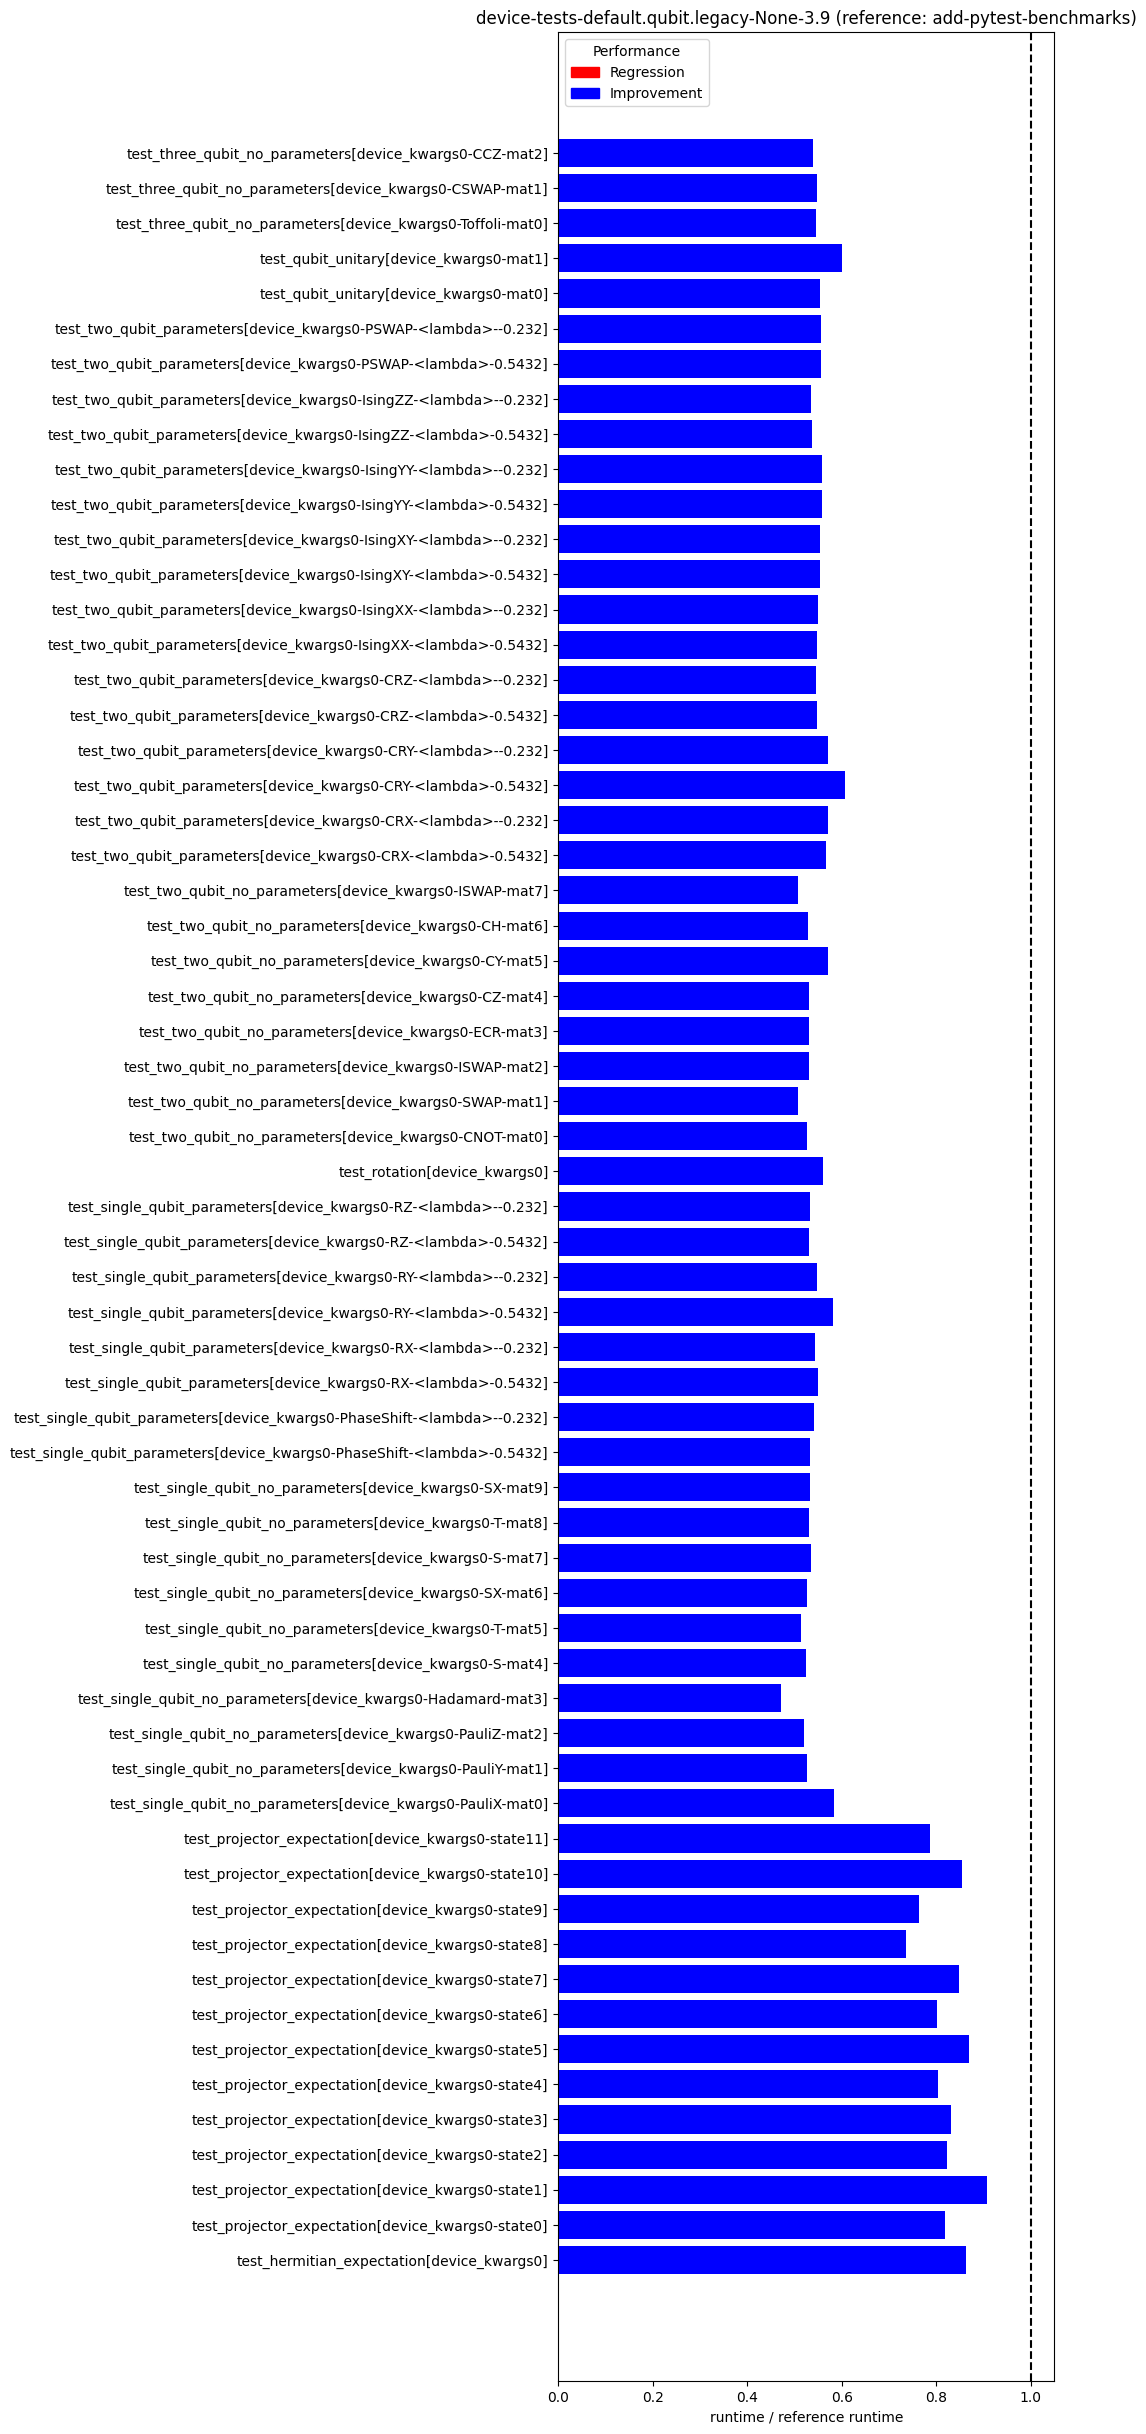 device-tests-default.qubit.legacy-None-3.9 (reference: add-pytest-benchmarks)
Performance
Regression
Improvement
test_three_qubit_no_parameters[device_kwargs0-CCZ-mat2]
test_three_qubit_no_parameters[device_kwargs0-CSWAP-mat1]
test_three_qubit_no_parameters[device_kwargs0-Toffoli-mat0]
test_qubit_unitary[device_kwargs0-mat1]
test_qubit_unitary[device_kwargs0-mat0]
test_two_qubit_parameters[device_kwargs0-PSWAP-<lambda>--0.232]
test_two_qubit_parameters[device_kwargs0-PSWAP-<lambda>-0.5432]
test_two_qubit_parameters[device_kwargs0-IsingZZ-<lambda>--0.232]
test_two_qubit_parameters[device_kwargs0-IsingZZ-<lambda>-0.5432]
test_two_qubit_parameters[device_kwargs0-IsingYY-<lambda>--0.232]
test_two_qubit_parameters[device_kwargs0-IsingYY-<lambda>-0.5432]
test_two_qubit_parameters[device_kwargs0-IsingXY-<lambda>--0.232]
test_two_qubit_parameters[device_kwargs0-IsingXY-<lambda>-0.5432]
test_two_qubit_parameters[device_kwargs0-IsingXX-<lambda>--0.232]
test_two_qubit_parameters[device_kwargs0-IsingXX-<lambda>-0.5432]
test_two_qubit_parameters[device_kwargs0-CRZ-<lambda>--0.232]
test_two_qubit_parameters[device_kwargs0-CRZ-<lambda>-0.5432]
test_two_qubit_parameters[device_kwargs0-CRY-<lambda>--0.232]
test_two_qubit_parameters[device_kwargs0-CRY-<lambda>-0.5432]
test_two_qubit_parameters[device_kwargs0-CRX-<lambda>--0.232]
test_two_qubit_parameters[device_kwargs0-CRX-<lambda>-0.5432]
test_two_qubit_no_parameters[device_kwargs0-ISWAP-mat7]
test_two_qubit_no_parameters[device_kwargs0-CH-mat6]
test_two_qubit_no_parameters[device_kwargs0-CY-mat5]
test_two_qubit_no_parameters[device_kwargs0-CZ-mat4]
test_two_qubit_no_parameters[device_kwargs0-ECR-mat3]
test_two_qubit_no_parameters[device_kwargs0-ISWAP-mat2]
test_two_qubit_no_parameters[device_kwargs0-SWAP-mat1]
test_two_qubit_no_parameters[device_kwargs0-CNOT-mat0]
test_rotation[device_kwargs0]
test_single_qubit_parameters[device_kwargs0-RZ-<lambda>--0.232]
test_single_qubit_parameters[device_kwargs0-RZ-<lambda>-0.5432]
test_single_qubit_parameters[device_kwargs0-RY-<lambda>--0.232]
test_single_qubit_parameters[device_kwargs0-RY-<lambda>-0.5432]
test_single_qubit_parameters[device_kwargs0-RX-<lambda>--0.232]
test_single_qubit_parameters[device_kwargs0-RX-<lambda>-0.5432]
test_single_qubit_parameters[device_kwargs0-PhaseShift-<lambda>--0.232]
test_single_qubit_parameters[device_kwargs0-PhaseShift-<lambda>-0.5432]
test_single_qubit_no_parameters[device_kwargs0-SX-mat9]
test_single_qubit_no_parameters[device_kwargs0-T-mat8]
test_single_qubit_no_parameters[device_kwargs0-S-mat7]
test_single_qubit_no_parameters[device_kwargs0-SX-mat6]
test_single_qubit_no_parameters[device_kwargs0-T-mat5]
test_single_qubit_no_parameters[device_kwargs0-S-mat4]
test_single_qubit_no_parameters[device_kwargs0-Hadamard-mat3]
test_single_qubit_no_parameters[device_kwargs0-PauliZ-mat2]
test_single_qubit_no_parameters[device_kwargs0-PauliY-mat1]
test_single_qubit_no_parameters[device_kwargs0-PauliX-mat0]
test_projector_expectation[device_kwargs0-state11]
test_projector_expectation[device_kwargs0-state10]
test_projector_expectation[device_kwargs0-state9]
test_projector_expectation[device_kwargs0-state8]
test_projector_expectation[device_kwargs0-state7]
test_projector_expectation[device_kwargs0-state6]
test_projector_expectation[device_kwargs0-state5]
test_projector_expectation[device_kwargs0-state4]
test_projector_expectation[device_kwargs0-state3]
test_projector_expectation[device_kwargs0-state2]
test_projector_expectation[device_kwargs0-state1]
test_projector_expectation[device_kwargs0-state0]
test_hermitian_expectation[device_kwargs0]
0.0 0.2 0.4 0.6 0.8 1.0
runtime / reference runtime